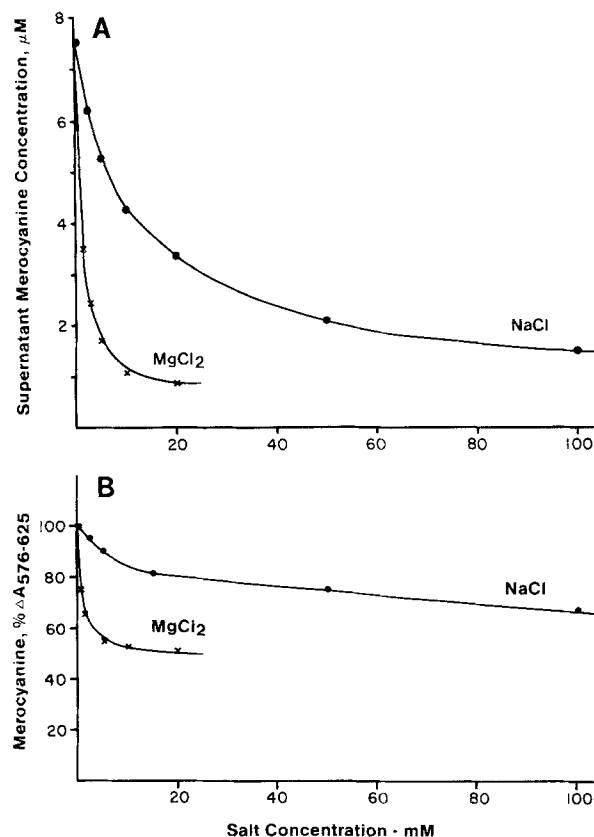 A
Supernatant Merocyanine Concentration, μM
8
6
4
2
NaCl
MgCl2
20
40
60
80
100
B
Merocyanine, % ΔA576-625
100
80
60
40
20
NaCl
MgCl2
20
40
60
80
100
Salt Concentration - mM